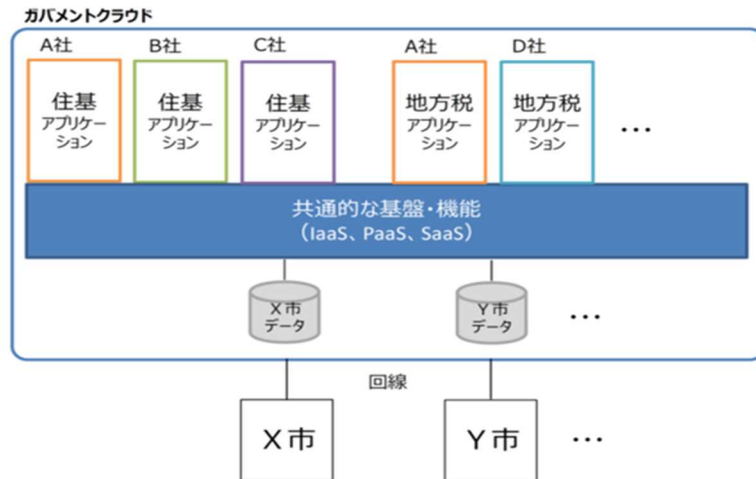 ガバメントクラウド
A社
B社
C社
A社
D社
住基
アプリケー
ション
住基
アプリケー
ション
住基
アプリケー
ション
地方税
アプリケー
ション
地方税
アプリケー
ション
…
共通的な基盤・機能
（IaaS、PaaS、SaaS）
X市
データ
Y市
データ
…
回線
X市
Y市
…